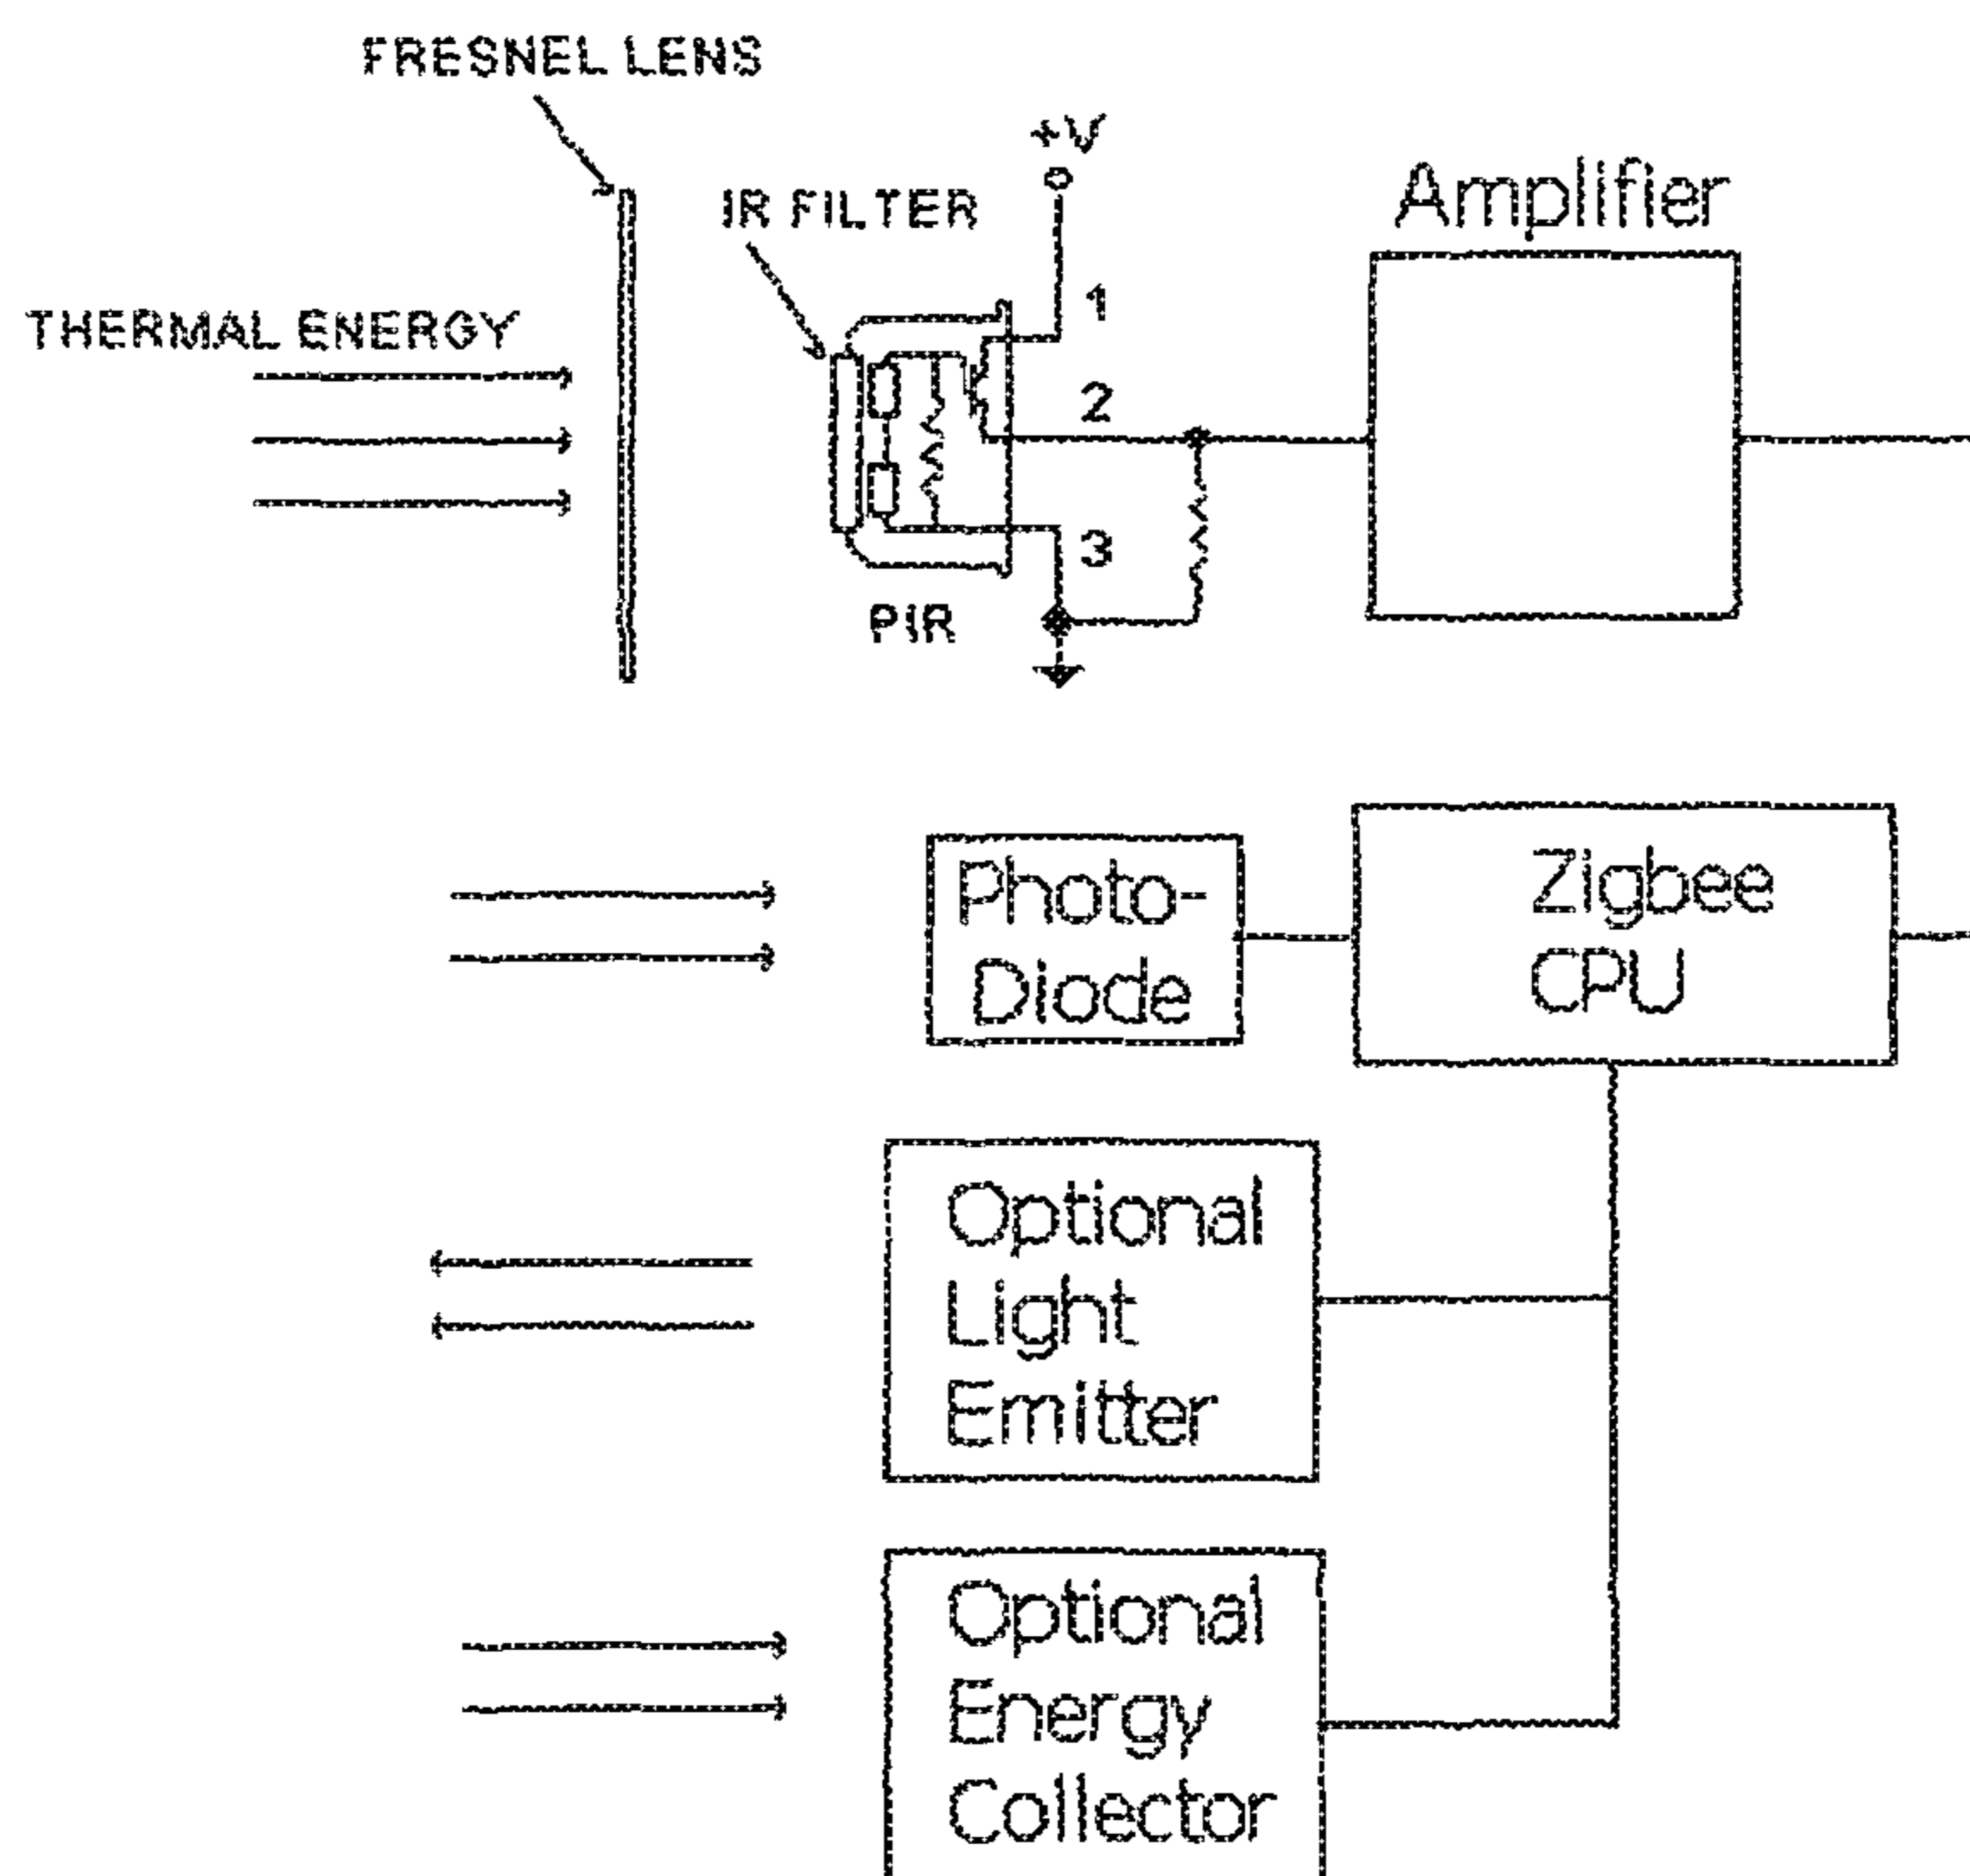 FRESNEL LENS
+V
IR FILTER
Amplifier
THERMAL ENERGY
1
2
3
PIR
Photo-
Diode
Zigbee
CPU
Optional
Light
Emitter
Optional
Energy
Collector